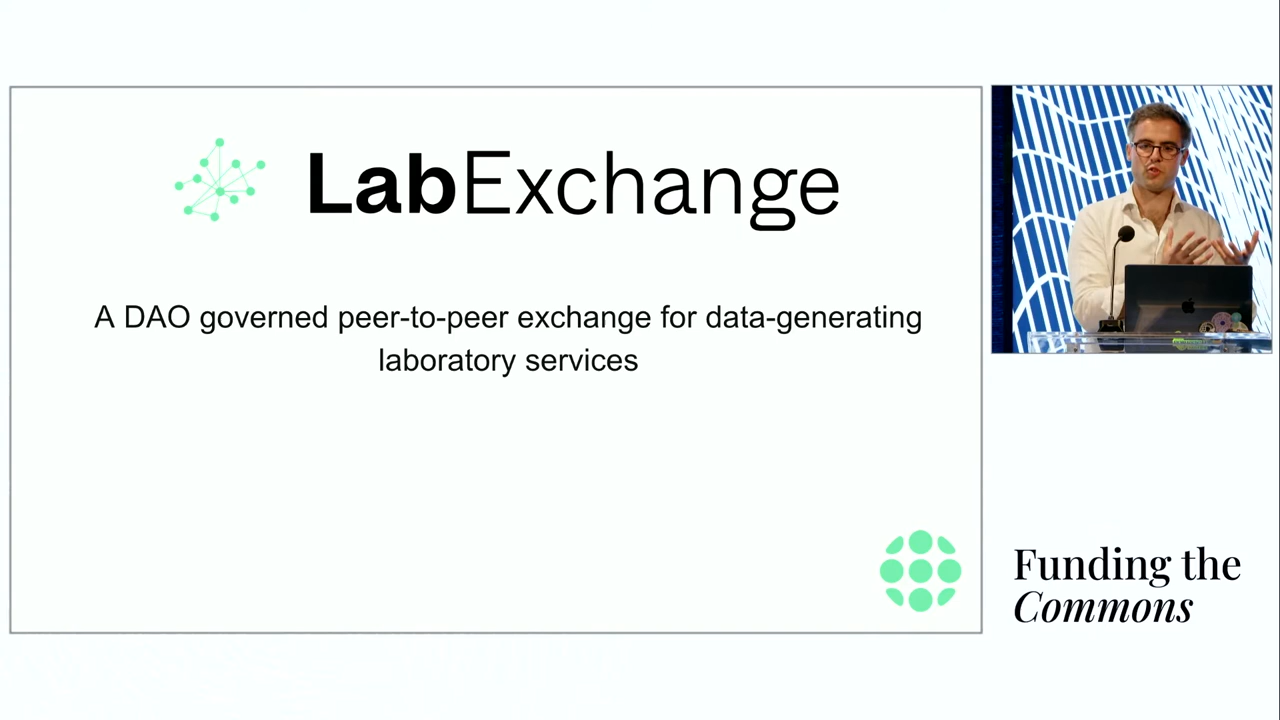 LabExchange
A DAO governed peer-to-peer exchange for data-generating
laboratory services
Funding the
Commons